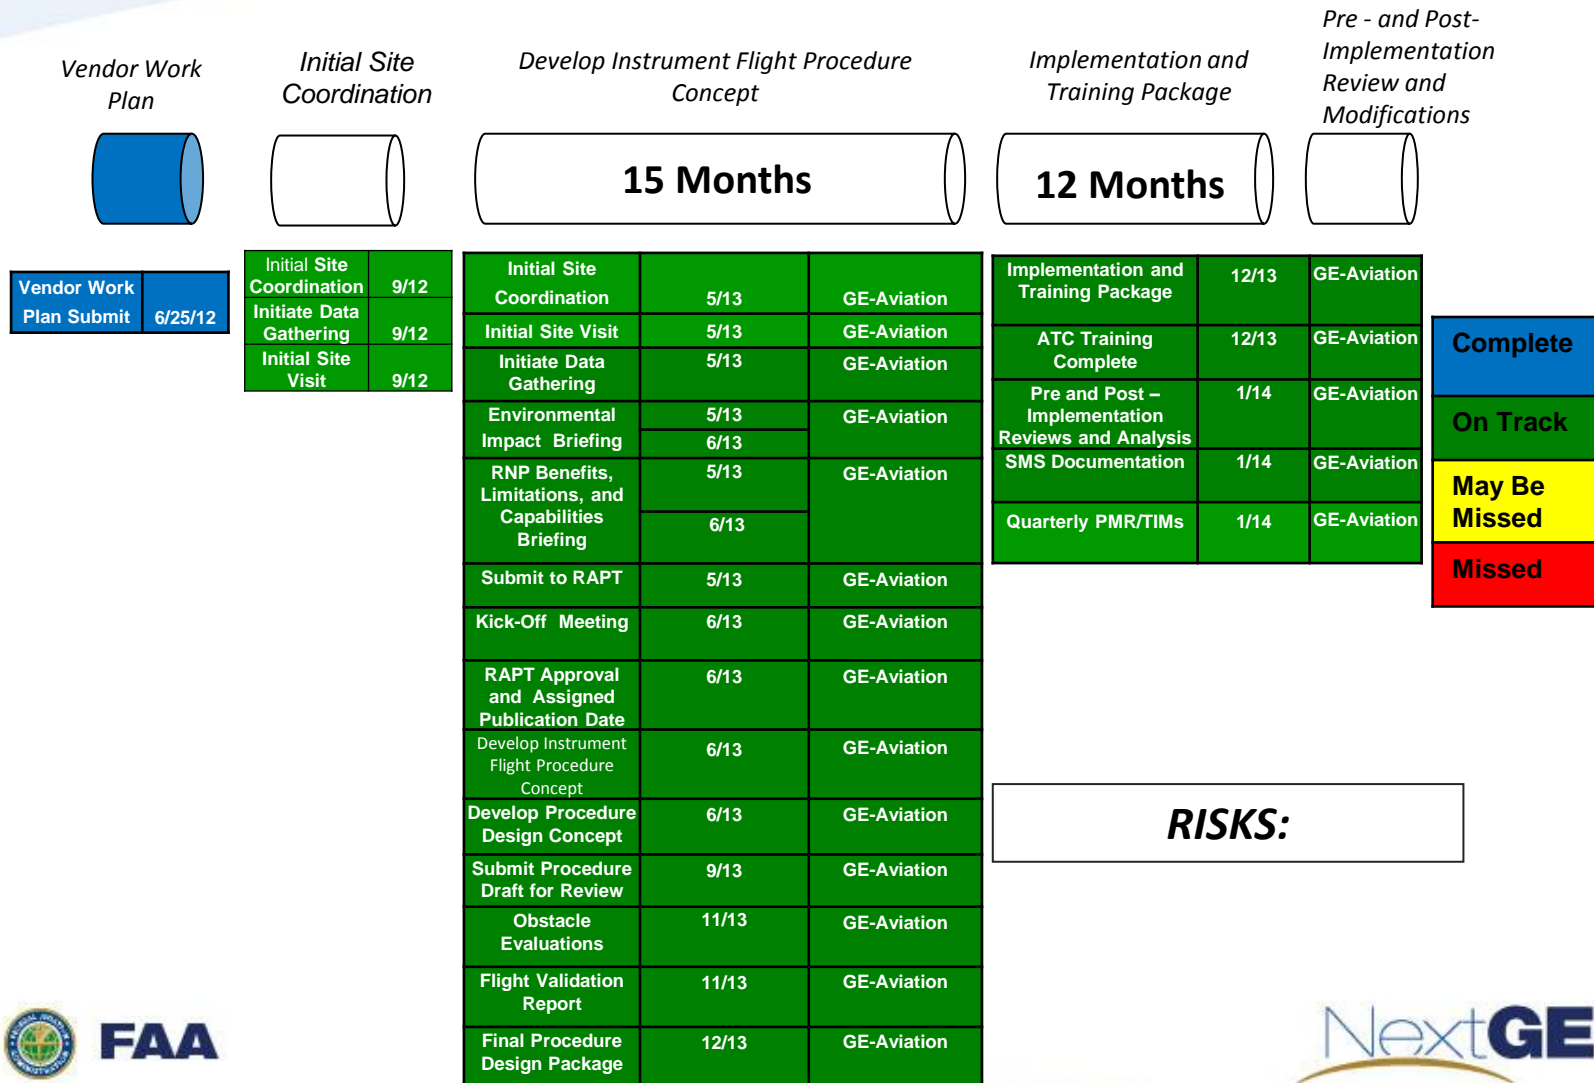 Vendor Work
Plan
Initial Site
Coordination
Develop Instrument Flight Procedure
Concept
Implementation and
Training Package
Pre - and Post-
Implementation
Review and
Modifications
15 Months
12 Months
Vendor Work
Plan Submit 6/25/12
Initial Site
Coordination 9/12
Initiate Data
Gathering 9/12
Initial Site
Visit 9/12
Initial Site
Coordination 5/13 GE-Aviation
Initial Site Visit 5/13 GE-Aviation
Initiate Data 5/13 GE-Aviation
Gathering
Environmental 5/13 GE-Aviation
Impact Briefing 6/13
RNP Benefits, 5/13 GE-Aviation
Limitations, and
Capabilities 6/13
Briefing
Submit to RAPT 5/13 GE-Aviation
Kick-Off Meeting 6/13 GE-Aviation
RAPT Approval 6/13 GE-Aviation
and Assigned
Publication Date
Develop Instrument 6/13 GE-Aviation
Flight Procedure
Concept
Develop Procedure 6/13 GE-Aviation
Design Concept
Submit Procedure 9/13 GE-Aviation
Draft for Review
Obstacle 11/13 GE-Aviation
Evaluations
Flight Validation 11/13 GE-Aviation
Report
Final Procedure 12/13 GE-Aviation
Design Package
Implementation and 12/13 GE-Aviation
Training Package
ATC Training 12/13 GE-Aviation
Complete
Pre and Post – 1/14 GE-Aviation
Implementation
Reviews and Analysis
SMS Documentation 1/14 GE-Aviation
Quarterly PMR/TIMs 1/14 GE-Aviation
Complete
On Track
May Be
Missed
Missed
RISKS:
FAA
NextGE